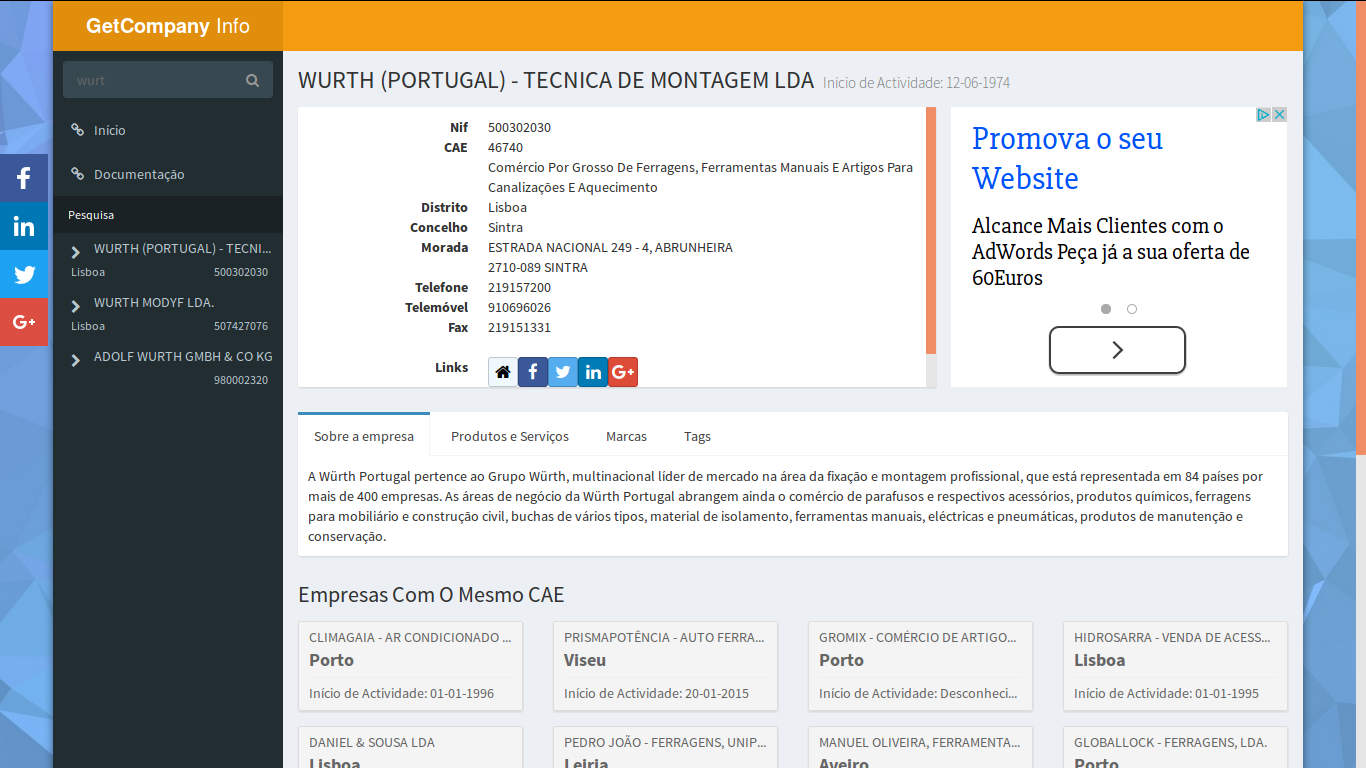 GetCompany Info
wurt
Início
Documentação
Pesquisa
WURTH (PORTUGAL) - TECNI...
Lisboa 500302030
WURTH MODYF LDA.
Lisboa 507427076
ADOLF WURTH GMBH & CO KG
980002320
WURTH (PORTUGAL) - TECNICA DE MONTAGEM LDA Inicio de Actividade: 12-06-1974
Nif 500302030
CAE 46740
Comércio Por Grosso De Ferragens, Ferramentas Manuais E Artigos Para
Canalizações E Aquecimento
Distrito Lisboa
Concelho Sintra
Morada ESTRADA NACIONAL 249 - 4, ABRUNHEIRA
2710-089 SINTRA
Telefone 219157200
Telemóvel 910696026
Fax 219151331
Links
Promova o seu
Website
Alcance Mais Clientes com o
AdWords Peça já a sua oferta de
60Euros
Sobre a empresa Produtos e Serviços Marcas Tags
A Würth Portugal pertence ao Grupo Würth, multinacional líder de mercado na área da fixação e montagem profissional, que está representada em 84 países por
mais de 400 empresas. As áreas de negócio da Würth Portugal abrangem ainda o comércio de parafusos e respectivos acessórios, produtos químicos, ferragens
para mobiliário e construção civil, buchas de vários tipos, material de isolamento, ferramentas manuais, eléctricas e pneumáticas, produtos de manutenção e
conservação.
Empresas Com O Mesmo CAE
CLIMAGAIA - AR CONDICIONADO ...
Porto
Início de Actividade: 01-01-1996
PRISMAPOTÊNCIA - AUTO FERRA...
Viseu
Início de Actividade: 20-01-2015
GROMIX - COMÉRCIO DE ARTIGO...
Porto
Início de Actividade: Desconheci...
HIDROSARRA - VENDA DE ACESS...
Lisboa
Início de Actividade: 01-01-1995
DANIEL & SOUSA LDA
Lisboa
PEDRO JOÃO - FERRAGENS, UNIP...
Leiria
MANUEL OLIVEIRA, FERRAMENTA...
Aveiro
GLOBALLOCK - FERRAGENS, LDA.
Porto